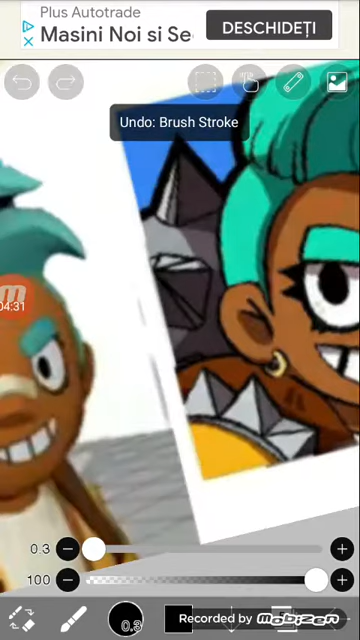 Plus Autotrade
Masini Noi si Se
DESCHIDEȚI
Undo: Brush Stroke
04:31
0.3
100
0.3
Recorded by mobizen